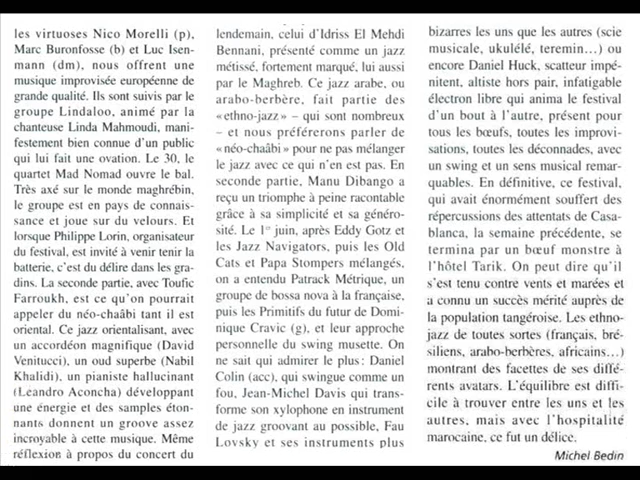 les virtuoses Nico Morelli (p),
Marc Buronfosse (b) et Luc Isen-
mann (dm), nous offrent une
musique improvisée européenne de
grande qualité. Ils sont suivis par le
groupe Lindaloo, animé par la
chanteuse Linda Mahmoudi, mani-
festement bien connue d'un public
qui lui fait une ovation. Le 30, le
quartet Mad Nomad ouvre le bal.
Très axé sur le monde maghrébin,
le groupe est en pays de connais-
sance et joue sur du velours. Et
lorsque Philippe Lorin, organisateur
du festival, est invité à venir tenir la
batterie, c'est du délire dans les gra-
dins. La seconde partie, avec Toufic
Farroukh, est ce qu'on pourrait
appeler du néo-chaâbi tant il est
oriental. Ce jazz orientalisant, avec
un accordéon magnifique (David
Venitucci), un oud superbe (Nabil
Khalidi), un pianiste hallucinant
(Leandro Aconcha) développant
une énergie et des samples éton-
nants donnent un groove assez
incroyable à cette musique. Même
réflexion à propos du concert du
lendemain, celui d'Idriss El Mehdi
Bennani, présenté comme un jazz
métissé, fortement marqué, lui aussi
par le Maghreb. Ce jazz arabe, ou
arabo-berbère, fait partie des
«ethno-jazz» – qui sont nombreux
– et nous préférerons parler de
«néo-chaâbi» pour ne pas mélanger
le jazz avec ce qui n'en est pas. En
seconde partie, Manu Dibango a
reçu un triomphe à peine racontable
grâce à sa simplicité et sa généro-
sité. Le 1er juin, après Eddy Gotz et
les Jazz Navigators, puis les Old
Cats et Papa Stompers mélangés,
on a entendu Patrack Métrique, un
groupe de bossa nova à la française,
puis les Primitifs du futur de Domi-
nique Cravic (g), et leur approche
personnelle du swing musette. On
ne sait qui admirer le plus : Daniel
Colin (acc), qui swingue comme un
fou, Jean-Michel Davis qui trans-
forme son xylophone en instrument
de jazz groovant au possible, Fau
Lovsky et ses instruments plus
bizarres les uns que les autres (scie
musicale, ukulélé, teremin...) ou
encore Daniel Huck, scatteur impé-
nitent, altiste hors pair, infatigable
électron libre qui anima le festival
d'un bout à l'autre, présent pour
tous les bœufs, toutes les improvi-
sations, toutes les déconnades, avec
un swing et un sens musical remar-
quables. En définitive, ce festival,
qui avait énormément souffert des
répercussions des attentats de Casa-
blanca, la semaine précédente, se
termina par un bœuf monstre à
l'hôtel Tarik. On peut dire qu'il
s'est tenu contre vents et marées et
a connu un succès mérité auprès de
la population tangéroise. Les ethno-
jazz de toutes sortes (français, bré-
siliens, arabo-berbères, africains...)
montrant des facettes de ses diffé-
rents avatars. L'équilibre est diffi-
cile à trouver entre les uns et les
autres, mais avec l'hospitalité
marocaine, ce fut un délice.
Michel Bedin